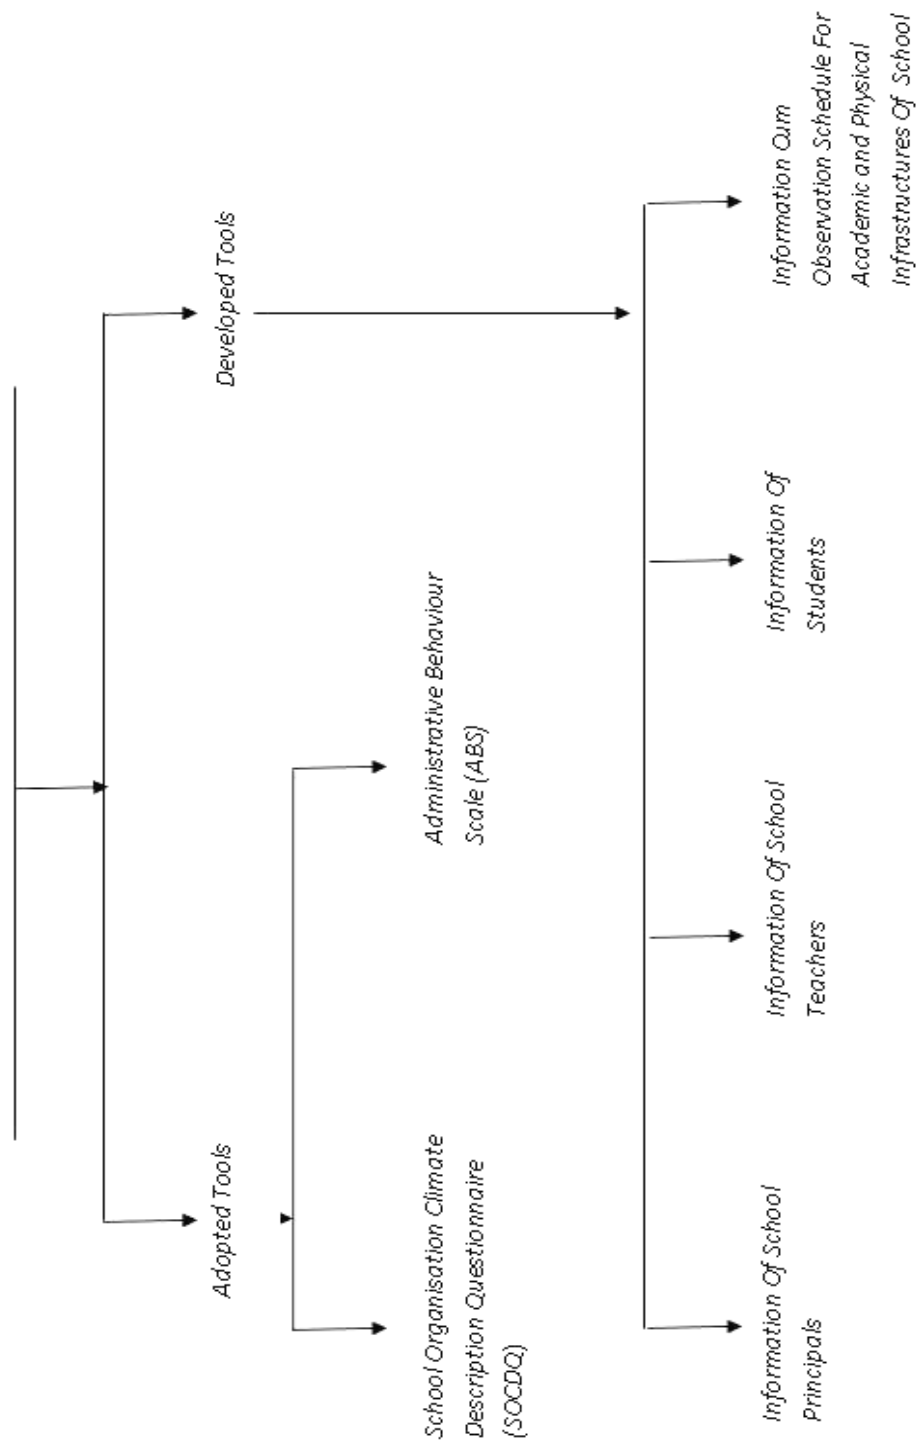 Adopted Tools
Developed Tools
School Organisation Climate
Description Questionnaire
(SOCDQ)
Administrative Behaviour
Scale (ABS)
Information Of School
Principals
Information Of School
Teachers
Information Of
Students
Information Cum
Observation Schedule For
Academic and Physical
Infrastructures Of School